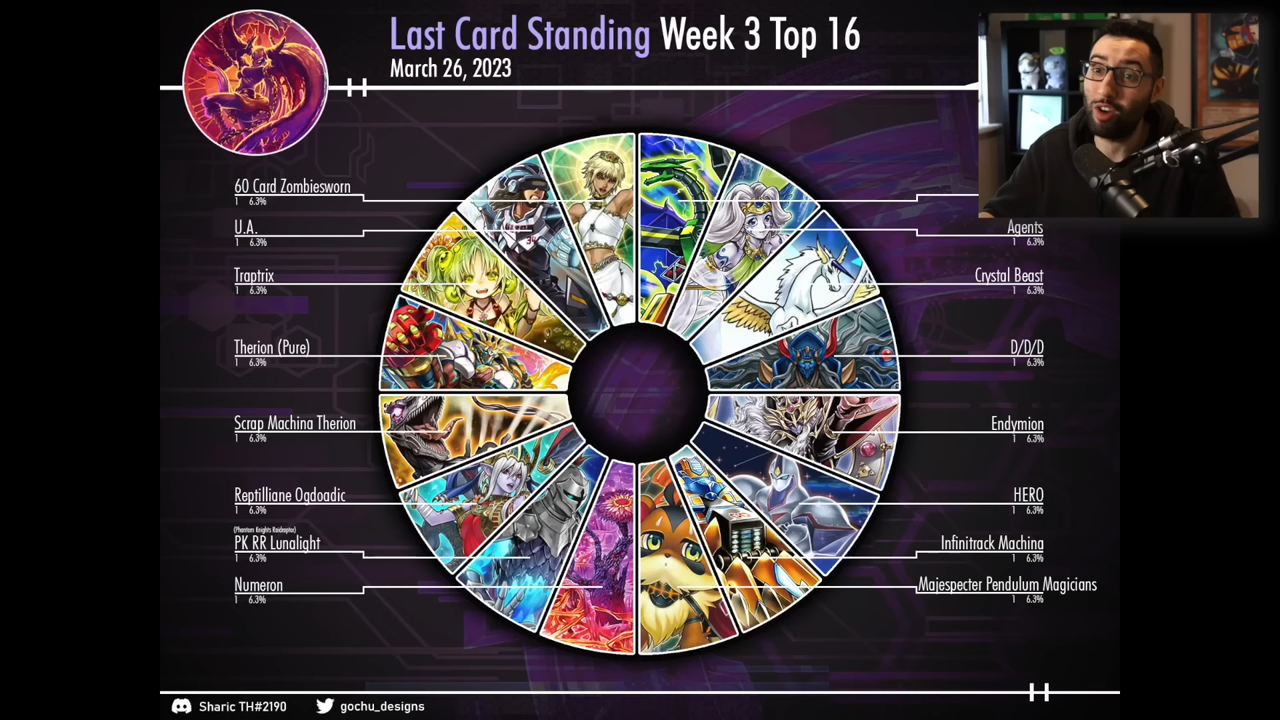 Last Card Standing Week 3 Top 16
March 26, 2023
60 Card Zombiesworn
1 6.3%
U.A.
1 6.3%
Traptrix
1 6.3%
Therion (Pure)
1 6.3%
Scrap Machina Therion
1 6.3%
Reptilliane Ogdoadic
1 6.3%
(Phantom Knights Raidraptor)
PK RR Lunalight
1 6.3%
Numeron
1 6.3%
Agents
1 6.3%
Crystal Beast
1 6.3%
D/D/D
1 6.3%
Endymion
1 6.3%
HERO
1 6.3%
Infinitrack Machina
1 6.3%
Majespecter Pendulum Magicians
1 6.3%
Sharic TH#2190
gochu_designs